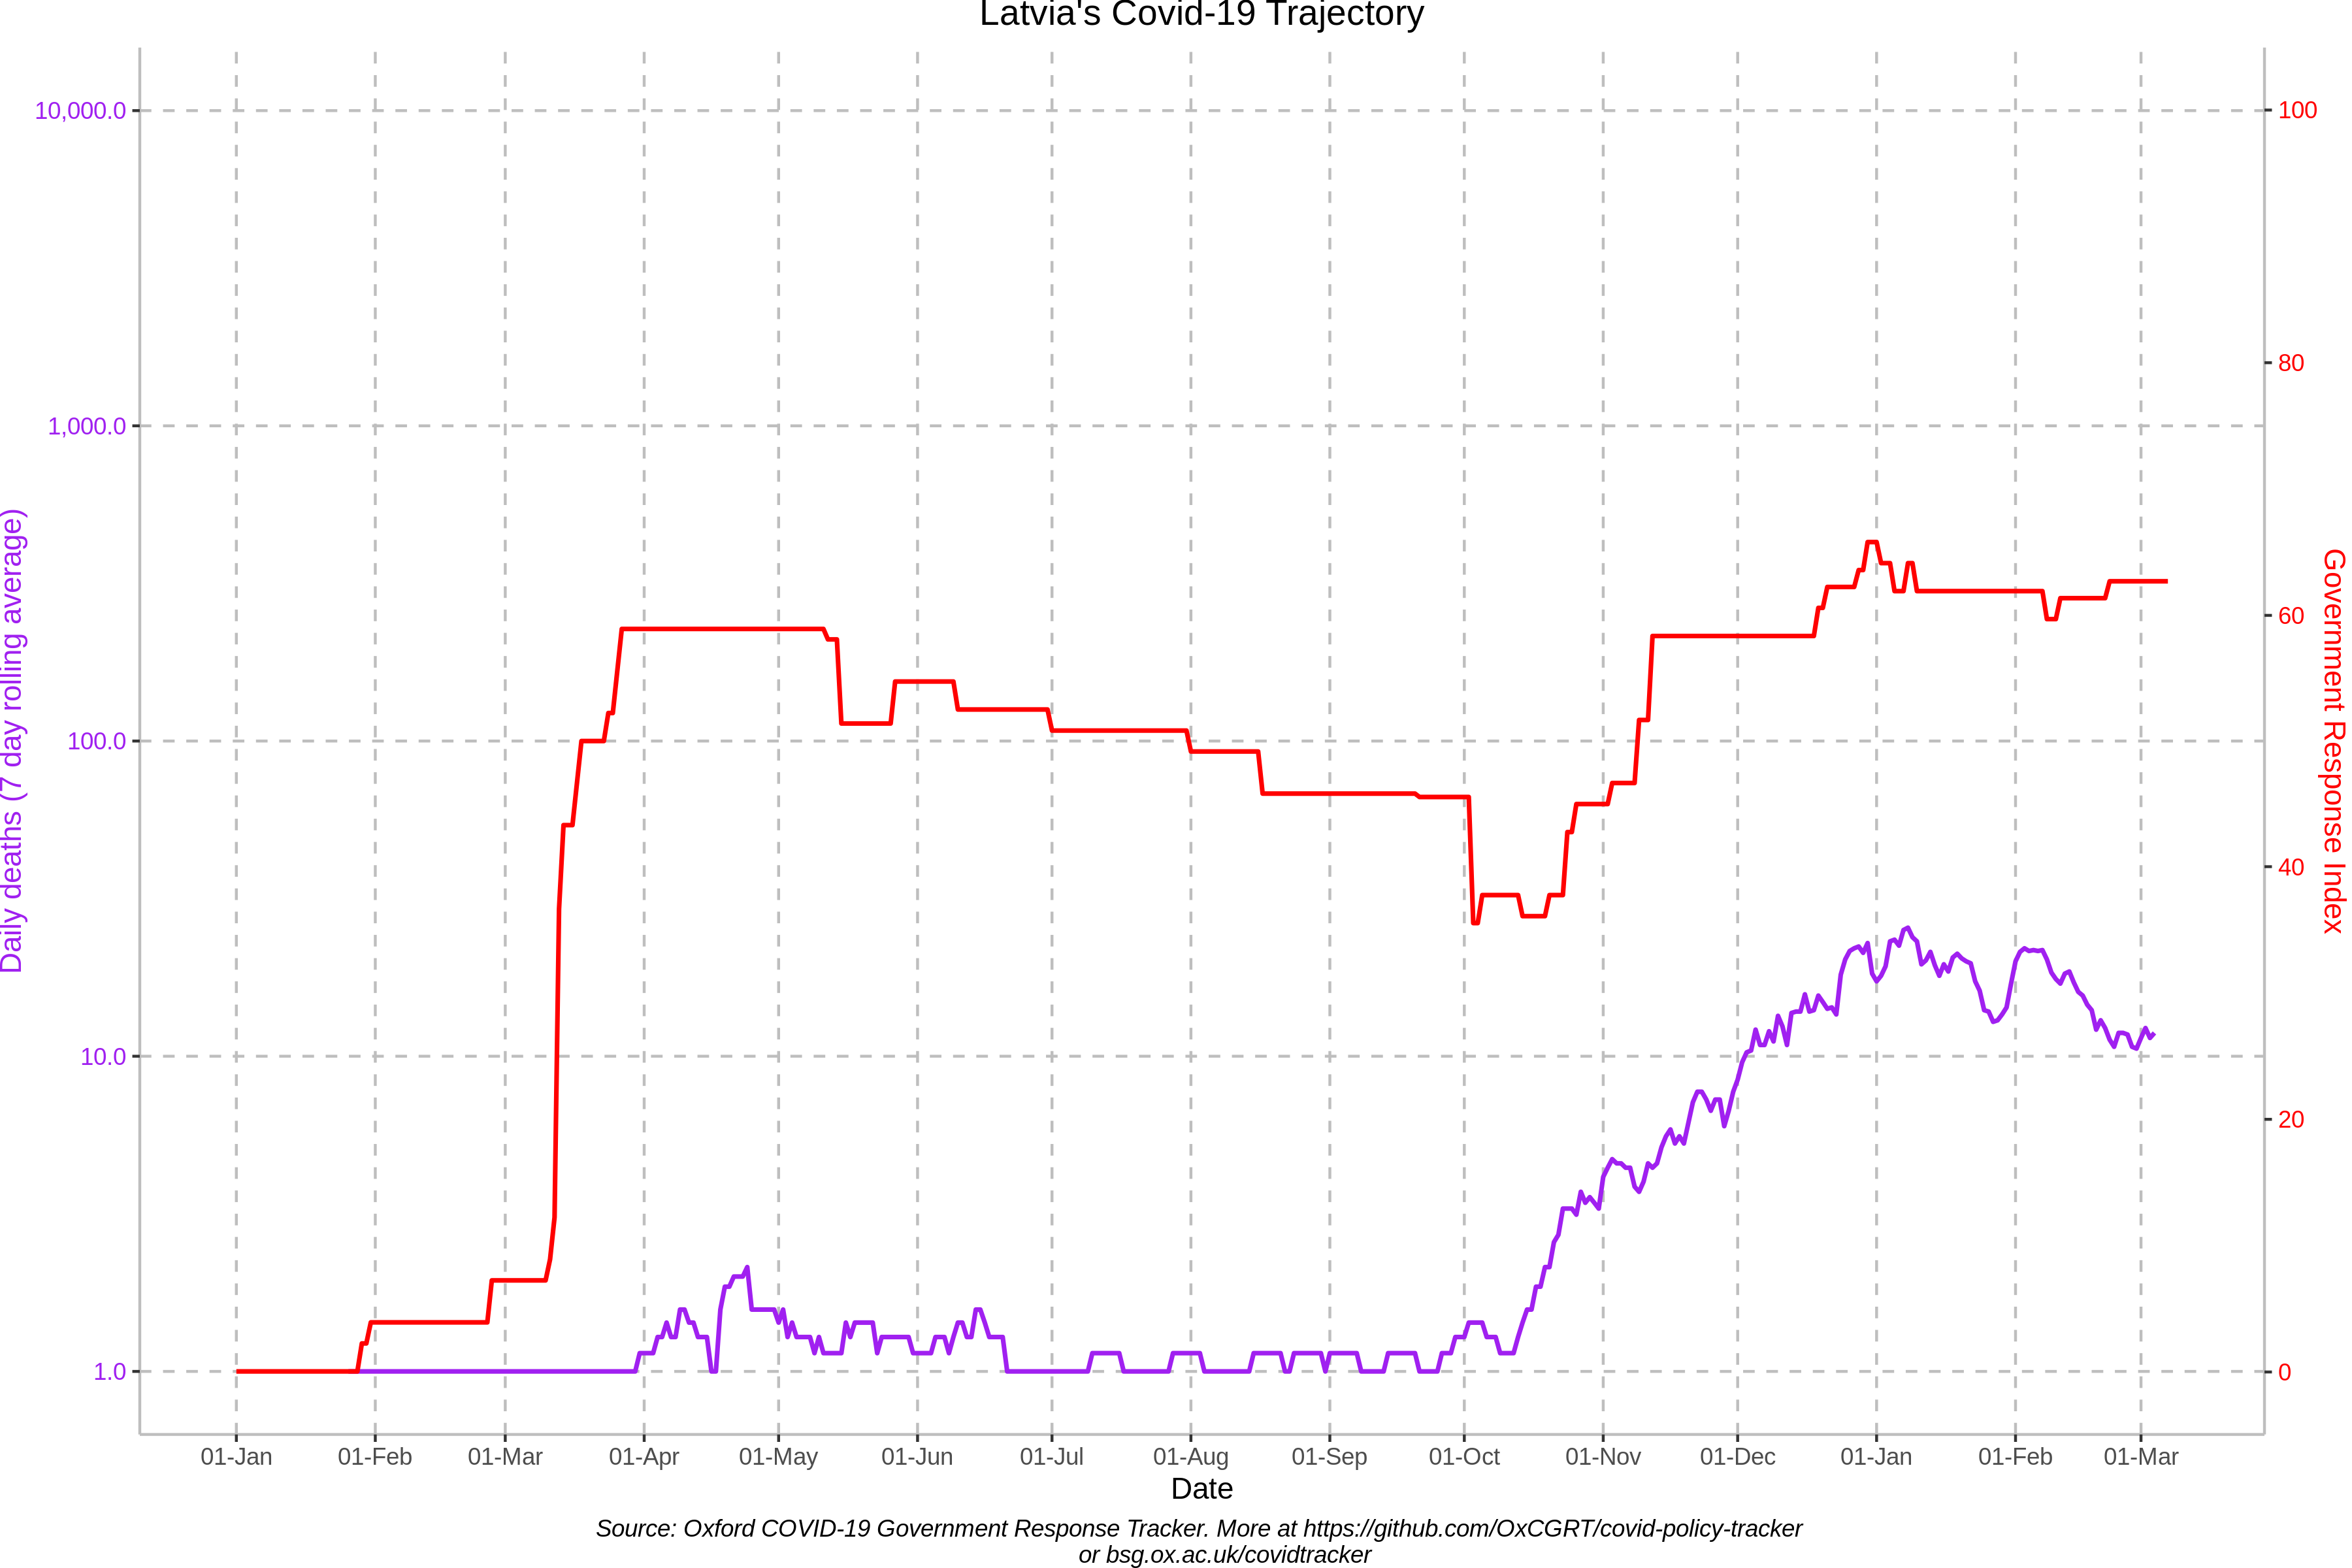 Latvia's Covid-19 Trajectory
10,000.0
1,000.0
100.0
10.0
1.0
Daily deaths (7 day rolling average)
100
80
60
40
20
0
Government Response Index
01-Jan 01-Feb 01-Mar 01-Apr 01-May 01-Jun 01-Jul 01-Aug 01-Sep 01-Oct 01-Nov 01-Dec 01-Jan 01-Feb 01-Mar
Date
Source: Oxford COVID-19 Government Response Tracker. More at https://github.com/OxCGRT/covid-policy-tracker
or bsg.ox.ac.uk/covidtracker